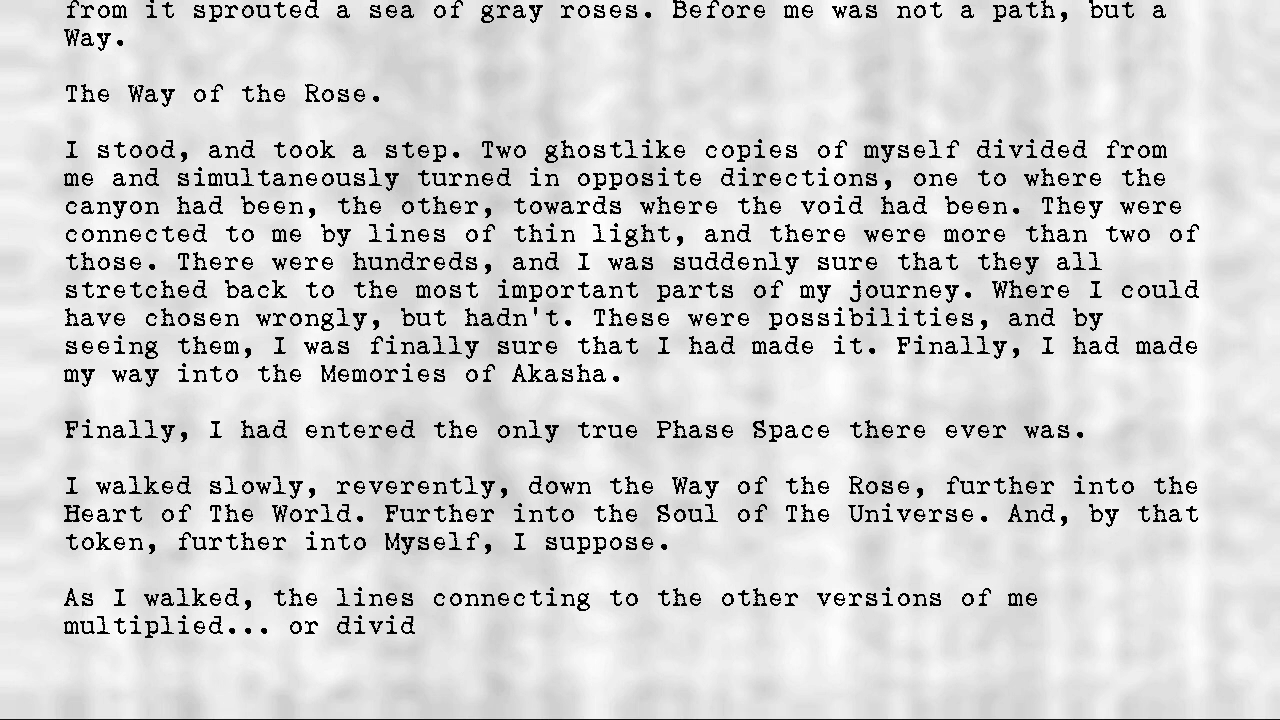 from it sprouted a sea of gray roses. Before me was not a path, but a
Way.
The Way of the Rose.
I stood, and took a step. Two ghostlike copies of myself divided from
me and simultaneously turned in opposite directions, one to where the
canyon had been, the other, towards where the void had been. They were
connected to me by lines of thin light, and there were more than two of
those. There were hundreds, and I was suddenly sure that they all
stretched back to the most important parts of my journey. Where I could
have chosen wrongly, but hadn't. These were possibilities, and by
seeing them, I was finally sure that I had made it. Finally, I had made
my way into the Memories of Akasha.
Finally, I had entered the only true Phase Space there ever was.
I walked slowly, reverently, down the Way of the Rose, further into the
Heart of The World. Further into the Soul of The Universe. And, by that
token, further into Myself, I suppose.
As I walked, the lines connecting to the other versions of me
multiplied... or divid